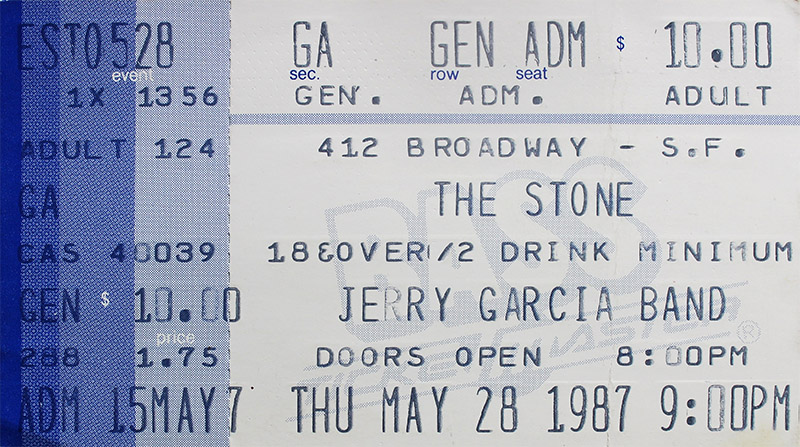 EST0528 GA GEN ADM $ 10.00
event sec. row seat
1X 1356 GEN. ADM. ADULT
ADULT 124 412 BROADWAY - S.F.
GA THE STONE
CAS 40039 18&OVER/2 DRINK MINIMUM
GEN $ 10.00 JERRY GARCIA BAND
price
288 1.75 DOORS OPEN 8:00PM
ADM 15MAY7 THU MAY 28 1987 9:00PM
BASS
TICKETMASTER ®